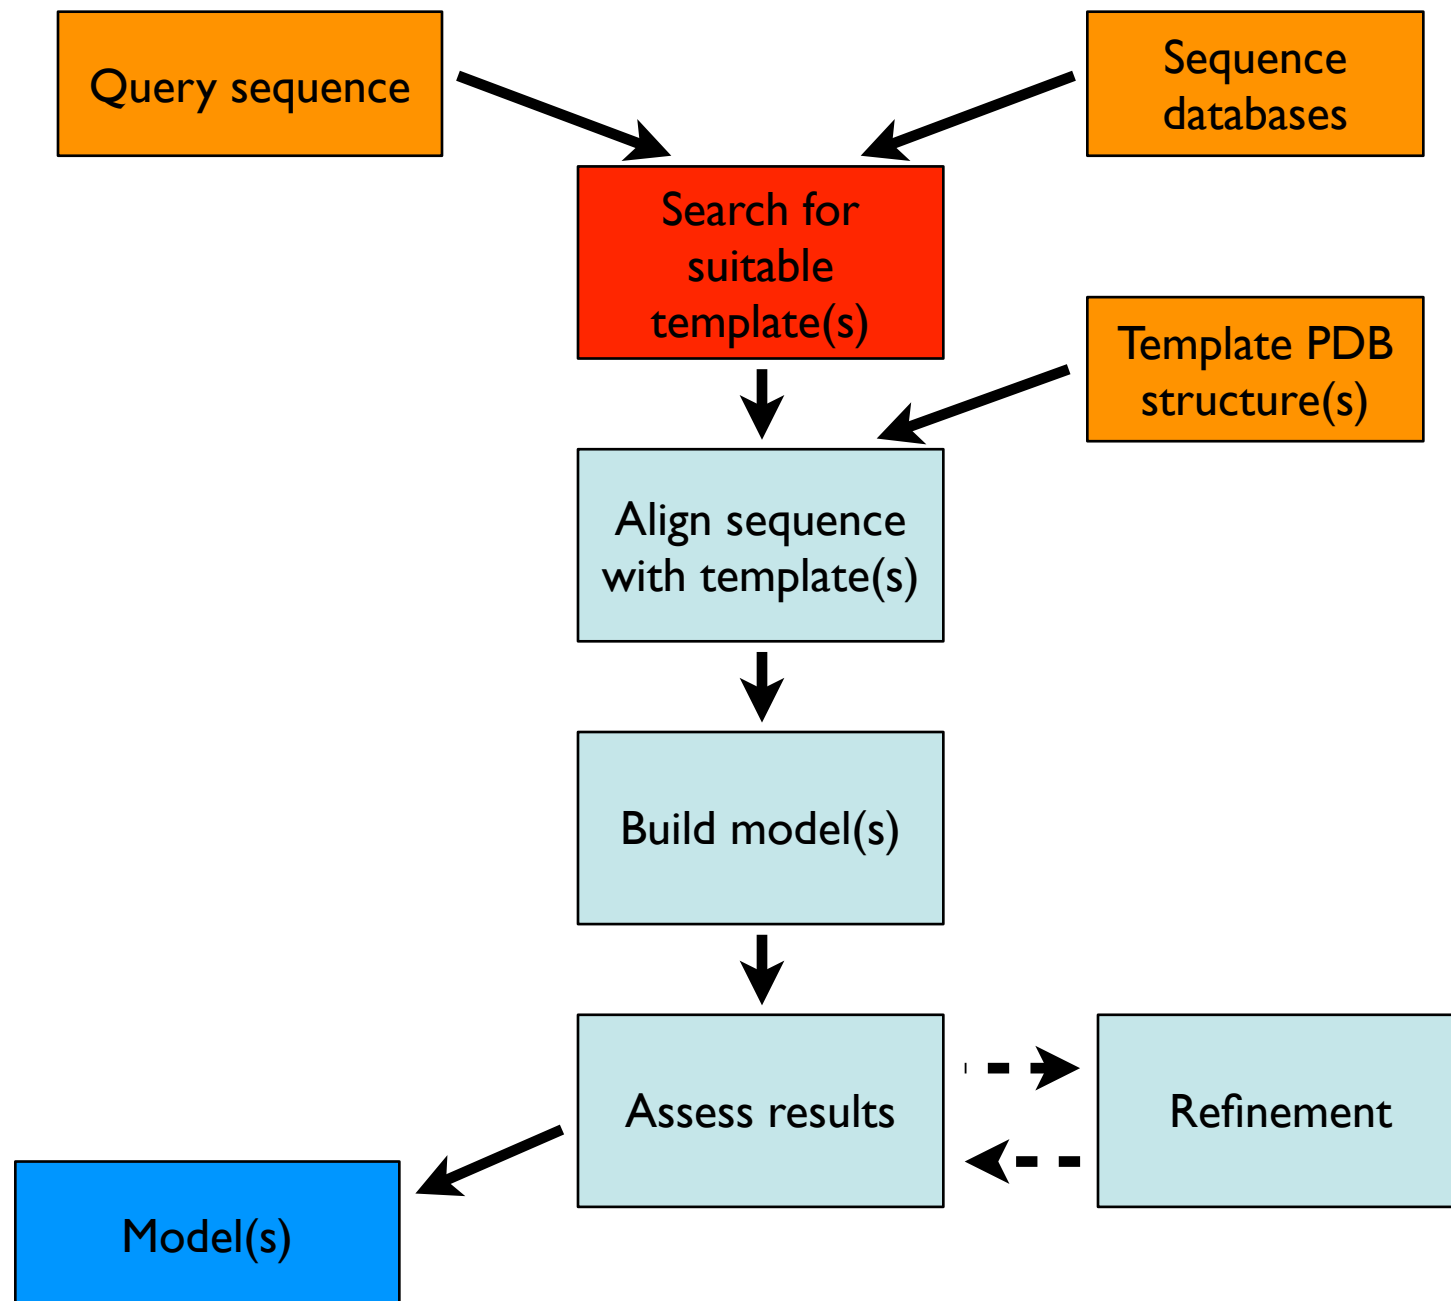 Query sequence
Sequence
databases
Search for
suitable
template(s)
Template PDB
structure(s)
Align sequence
with template(s)
Build model(s)
Assess results
Refinement
Model(s)